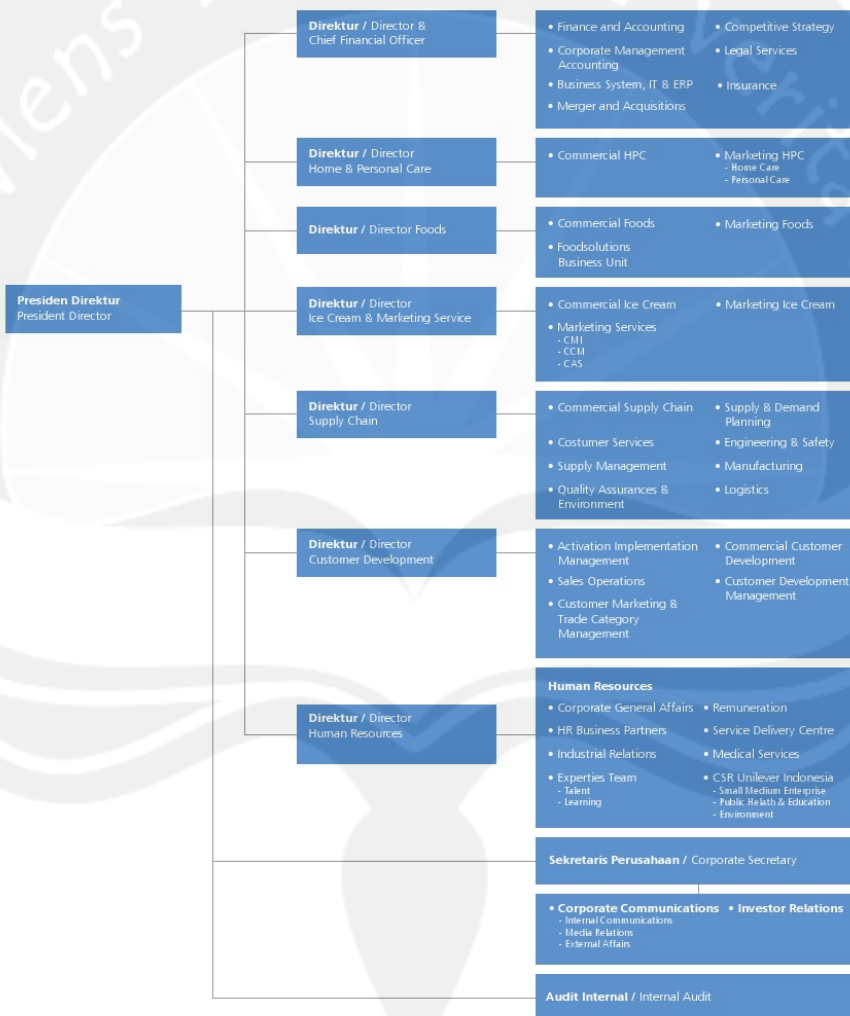 Direktur / Director &
Chief Financial Officer
• Finance and Accounting
• Competitive Strategy
• Corporate Management
Accounting
• Legal Services
• Business System, IT & ERP
• Insurance
• Merger and Acquisitions
Direktur / Director
Home & Personal Care
• Commercial HPC
• Marketing HPC
- Home Care
- Personal Care
Direktur / Director Foods
• Commercial Foods
• Marketing Foods
• Foodsolutions
Business Unit
Presiden Direktur
President Director
Direktur / Director
Ice Cream & Marketing Service
• Commercial Ice Cream
• Marketing Ice Cream
• Marketing Services
- CMI
- CCM
- CAS
Direktur / Director
Supply Chain
• Commercial Supply Chain
• Supply & Demand
Planning
• Costumer Services
• Engineering & Safety
• Supply Management
• Manufacturing
• Quality Assurances &
Environment
• Logistics
Direktur / Director
Customer Development
• Activation Implementation
Management
• Commercial Customer
Development
• Sales Operations
• Customer Development
Management
• Customer Marketing &
Trade Category
Management
Direktur / Director
Human Resources
Human Resources
• Corporate General Affairs
• Remuneration
• HR Business Partners
• Service Delivery Centre
• Industrial Relations
• Medical Services
• Experties Team
- Talent
- Learning
• CSR Unilever Indonesia
- Small Medium Enterprise
- Public Helath & Education
- Environment
Sekretaris Perusahaan / Corporate Secretary
• Corporate Communications
- Internal Communications
- Media Relations
- External Affairs
• Investor Relations
Audit Internal / Internal Audit